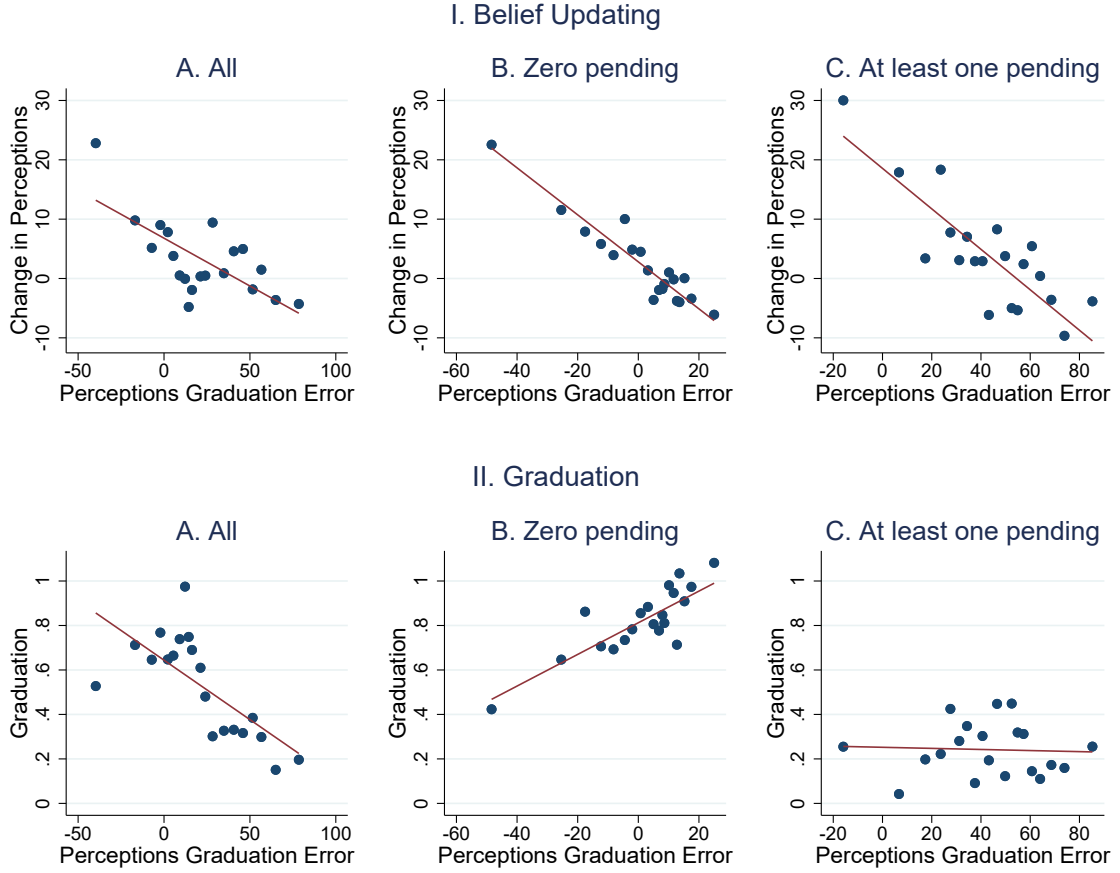 I. Belief Updating
A. All
B. Zero pending
C. At least one pending
Change in Perceptions
30
20
10
0
-10
-50 0 50 100
Perceptions Graduation Error
Change in Perceptions
30
20
10
0
-10
-60 -40 -20 0 20
Perceptions Graduation Error
Change in Perceptions
30
20
10
0
-10
-20 0 20 40 60 80
Perceptions Graduation Error
II. Graduation
A. All
B. Zero pending
C. At least one pending
Graduation
1
.8
.6
.4
.2
0
-50 0 50 100
Perceptions Graduation Error
Graduation
1
.8
.6
.4
.2
0
-60 -40 -20 0 20
Perceptions Graduation Error
Graduation
1
.8
.6
.4
.2
0
-20 0 20 40 60 80
Perceptions Graduation Error